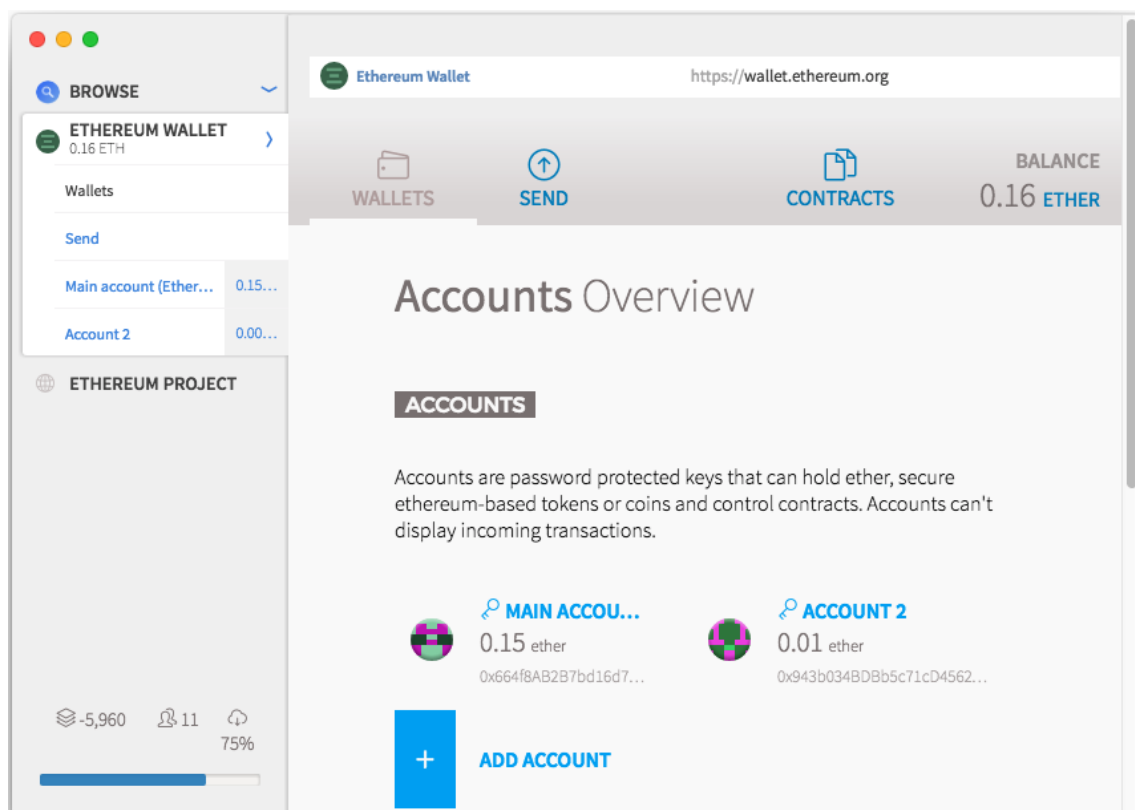 BROWSE
ETHEREUM WALLET
0.16 ETH
Wallets
Send
Main account (Ether... 0.15...
Account 2 0.00...
ETHEREUM PROJECT
-5,960 11 75%
Ethereum Wallet https://wallet.ethereum.org
WALLETS SEND CONTRACTS BALANCE
0.16 ETHER
Accounts Overview
ACCOUNTS
Accounts are password protected keys that can hold ether, secure
ethereum-based tokens or coins and control contracts. Accounts can't
display incoming transactions.
MAIN ACCOU...
0.15 ether
0x664f8AB2B7bd16d7...
ACCOUNT 2
0.01 ether
0x943b034BDBb5c71cD4562...
+ ADD ACCOUNT